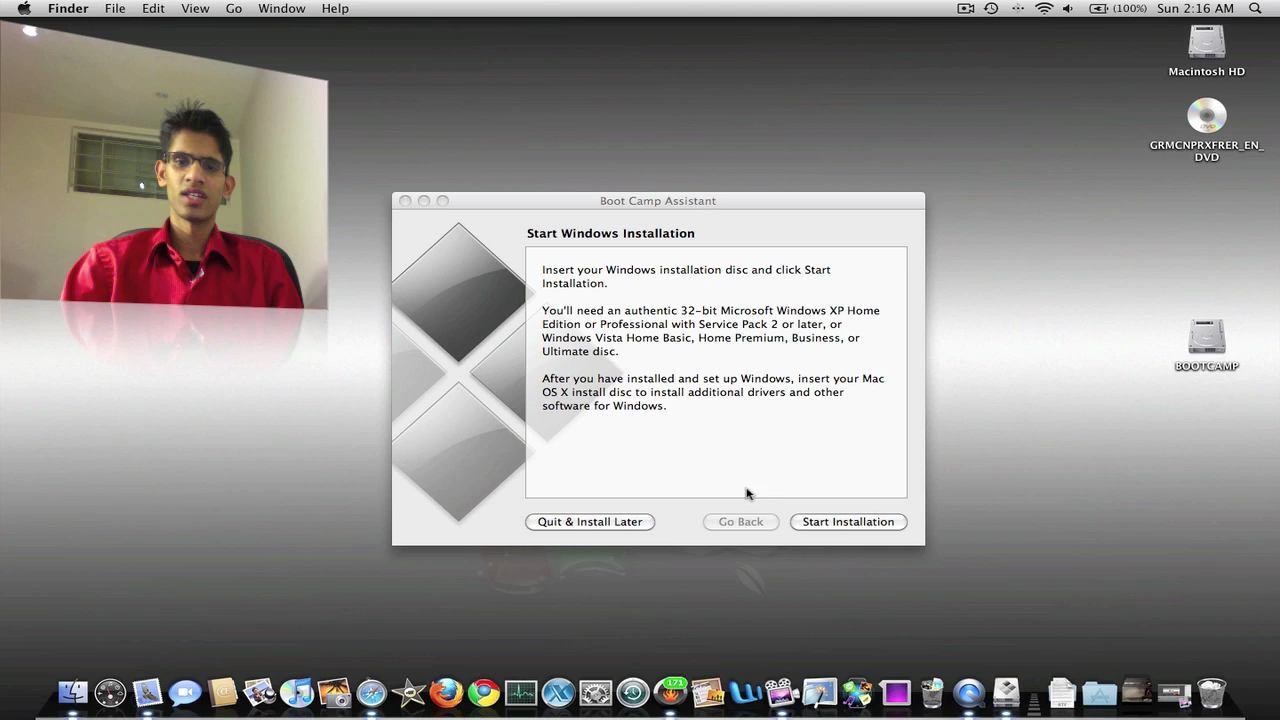 Finder File Edit View Go Window Help (100%) Sun 2:16 AM
Macintosh HD
GRMCNPRXFRER_EN_
DVD
Boot Camp Assistant
Start Windows Installation
Insert your Windows installation disc and click Start
Installation.
You'll need an authentic 32-bit Microsoft Windows XP Home
Edition or Professional with Service Pack 2 or later, or
Windows Vista Home Basic, Home Premium, Business, or
Ultimate disc.
After you have installed and set up Windows, insert your Mac
OS X install disc to install additional drivers and other
software for Windows.
BOOTCAMP
Quit & Install Later Go Back Start Installation
171